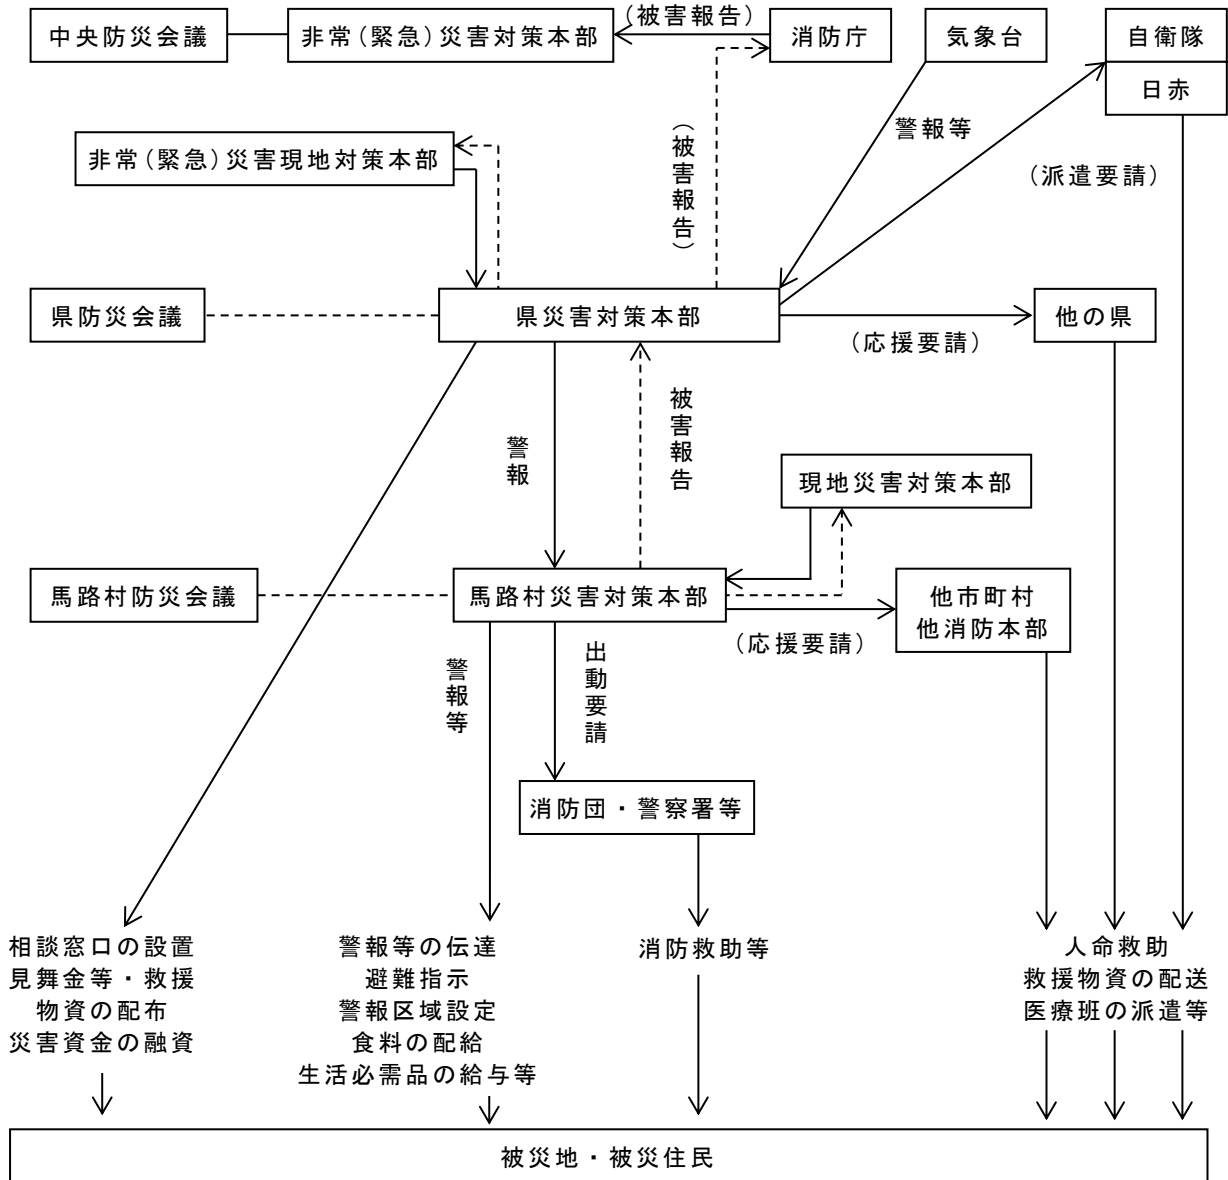 中央防災会議
非常(緊急)災害対策本部
(被害報告)
消防庁
気象台
自衛隊
日赤
警報等
非常(緊急)災害現地対策本部
(被害報告)
(派遣要請)
県防災会議
県災害対策本部
他の県
(応援要請)
警報
被害報告
現地災害対策本部
馬路村防災会議
馬路村災害対策本部
他市町村
他消防本部
(応援要請)
警報等
出動要請
消防団・警察署等
相談窓口の設置
見舞金等・救援
物資の配布
災害資金の融資
警報等の伝達
避難指示
警報区域設定
食料の配給
生活必需品の給与等
消防救助等
人命救助
救援物資の配送
医療班の派遣等
被災地・被災住民